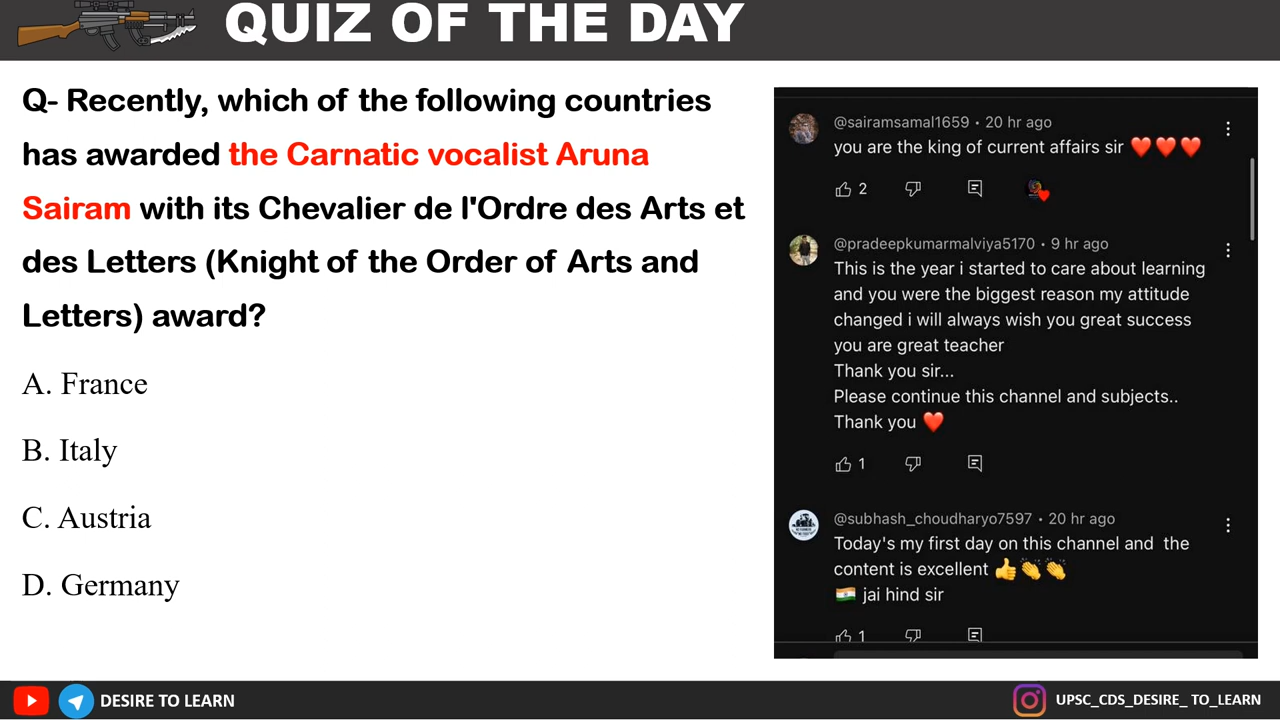 QUIZ OF THE DAY
Q- Recently, which of the following countries
has awarded the Carnatic vocalist Aruna
Sairam with its Chevalier de l'Ordre des Arts et
des Letters (Knight of the Order of Arts and
Letters) award?
A. France
B. Italy
C. Austria
D. Germany
@sairamsamal1659 • 20 hr ago
you are the king of current affairs sir ❤️❤️❤️
2
@pradeepkumarmalviya5170 • 9 hr ago
This is the year i started to care about learning
and you were the biggest reason my attitude
changed i will always wish you great success
you are great teacher
Thank you sir...
Please continue this channel and subjects..
Thank you ❤️
1
@subhash_choudharyo7597 • 20 hr ago
Today's my first day on this channel and the
content is excellent 👍👏👏
🇮🇳 jai hind sir
1
DESIRE TO LEARN
UPSC_CDS_DESIRE_ TO_LEARN